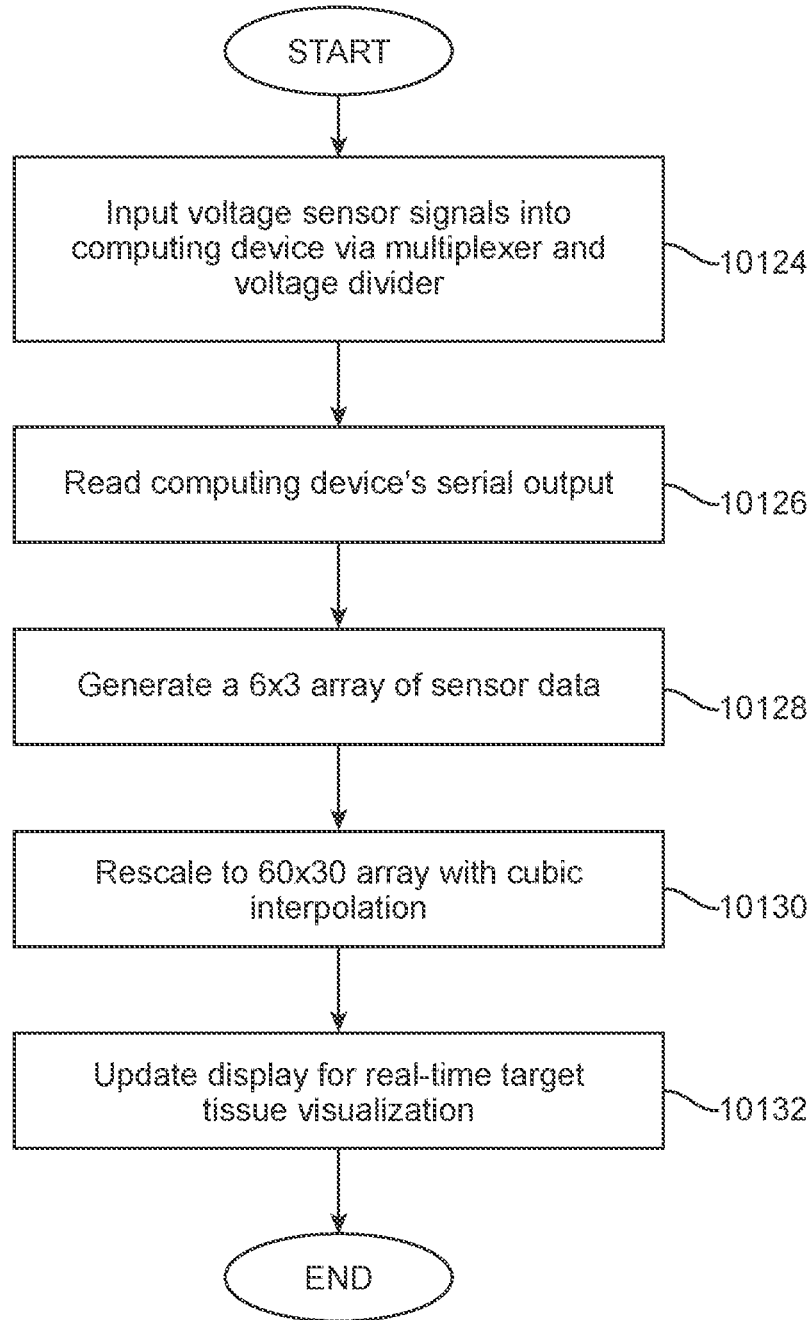 START
Input voltage sensor signals into
computing device via multiplexer and
voltage divider
10124
Read computing device's serial output
10126
Generate a 6x3 array of sensor data
10128
Rescale to 60x30 array with cubic
interpolation
10130
Update display for real-time target
tissue visualization
10132
END